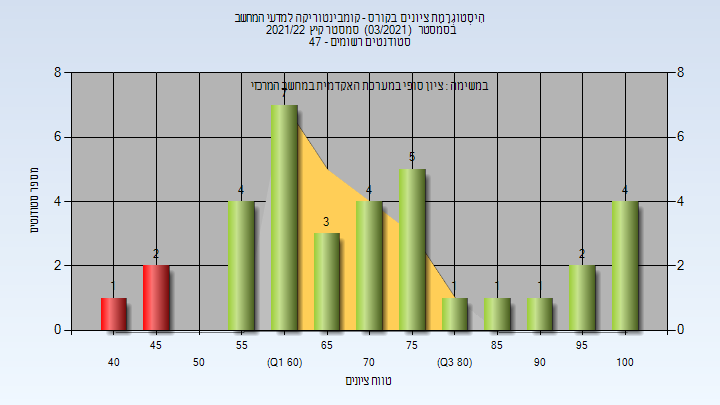 היסטוגרמת ציונים בקורס - קומבינטוריקה למדעי המחשב
בסמסטר (03/2021) סמסטר קיץ 2021/22
סטודנטים רשומים - 47
במשימה : ציון סופי במערכת האקדמית במחשב המרכזי
מספר סטודנטים
8 8
6 6
4 4
2 2
0 0
1 2 4 7 3 4 5 1 1 1 2 4
45 55 65 75 85 95
40 50 (Q1 60) 70 (Q3 80) 90 100
טווח ציונים